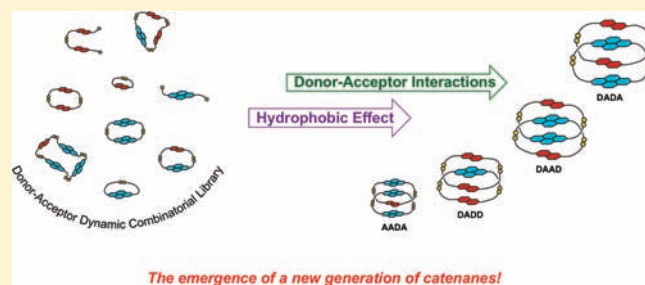 DADA
Donor-Acceptor Interactions
Hydrophobic Effect
DAAD
DADD
AADA
Donor-Acceptor Dynamic Combinatorial Library
The emergence of a new generation of catenanes!